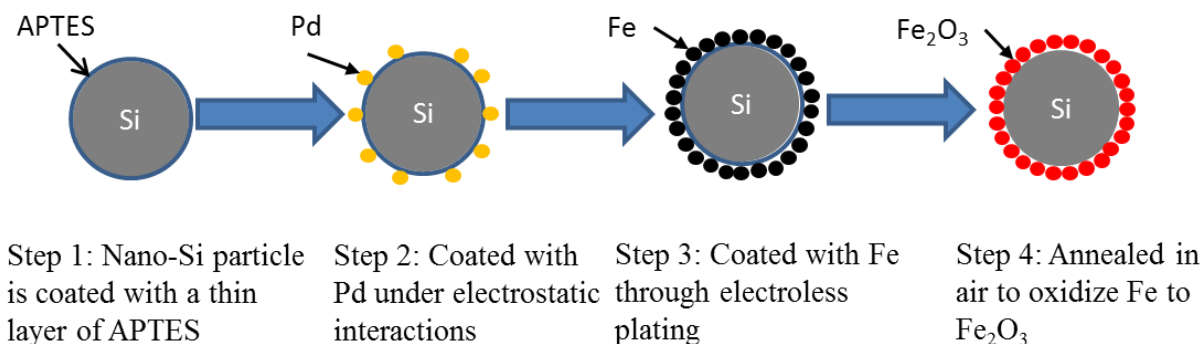 APTES
Pd
Fe
Fe₂O₃
Si
Si
Si
Si
Step 1: Nano-Si particle
is coated with a thin
layer of APTES
Step 2: Coated with
Pd under electrostatic
interactions
Step 3: Coated with Fe
through electroless
plating
Step 4: Annealed in
air to oxidize Fe to
Fe₂O₃